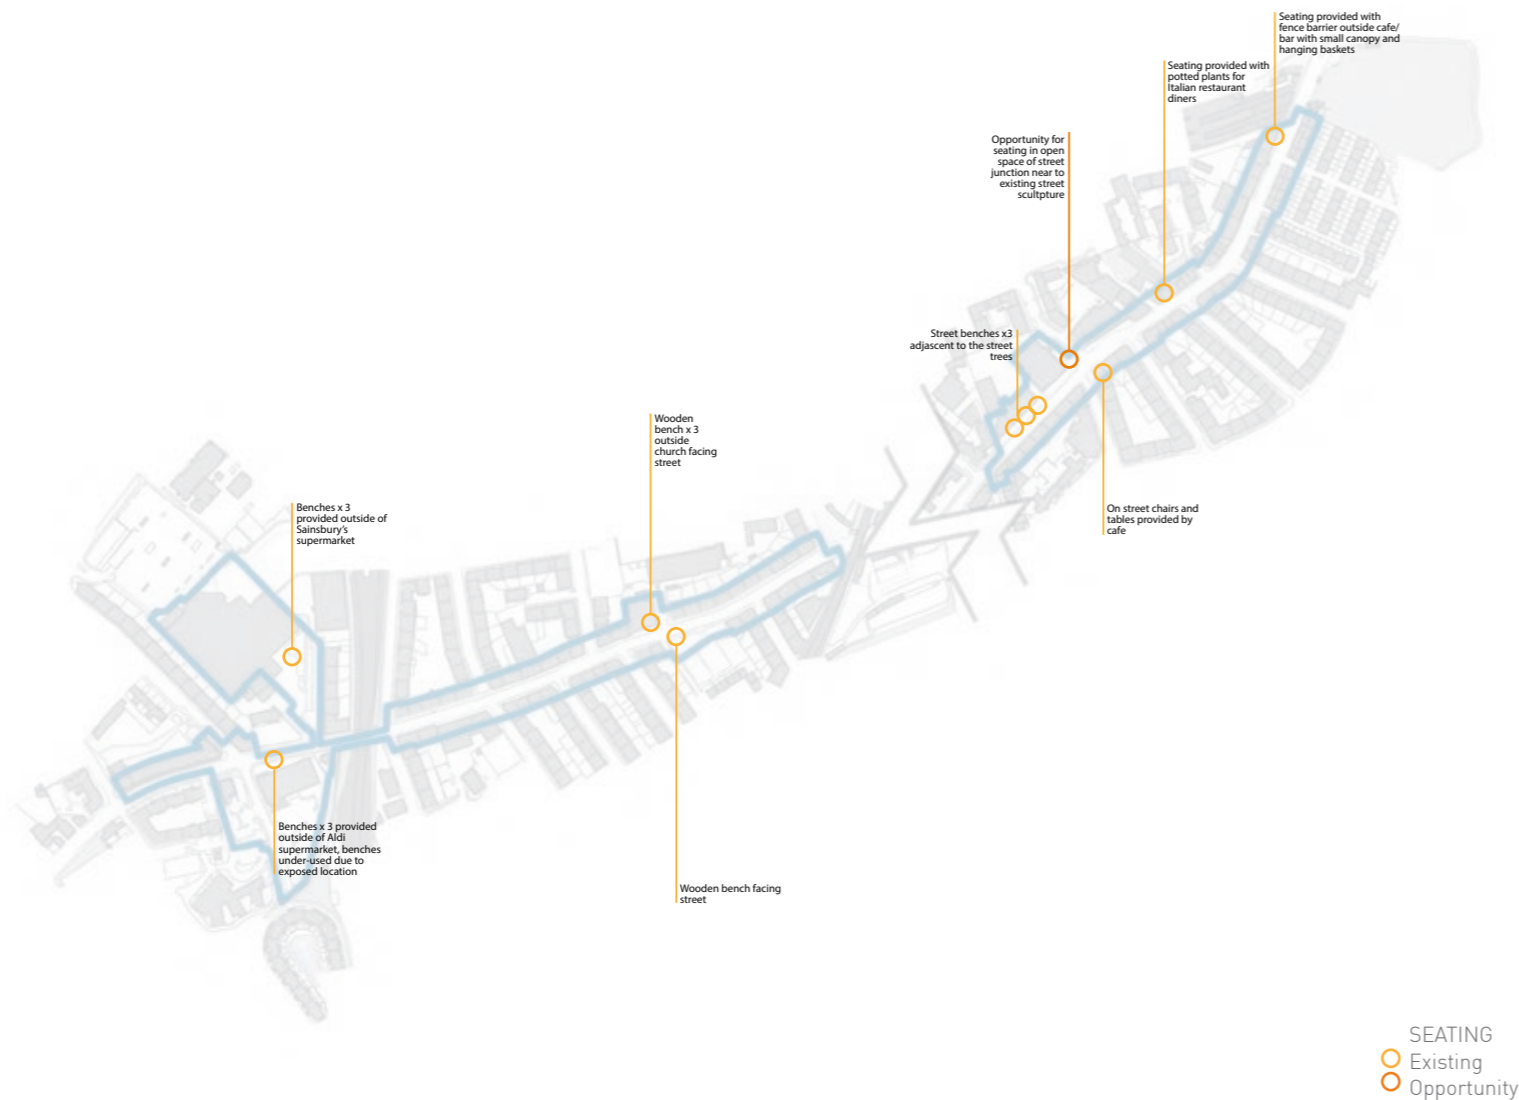 Seating provided with
fence barrier outside cafe/
bar with small canopy and
hanging baskets
Seating provided with
potted plants for
Italian restaurant
diners
Opportunity for
seating in open
space of street
junction near to
existing street
scultpture
Street benches x3
adjascent to the street
trees
Wooden
bench x 3
outside
church facing
street
Benches x 3
provided outside of
Sainsbury's
supermarket
On street chairs and
tables provided by
cafe
Benches x 3 provided
outside of Aldi
supermarket, benches
under-used due to
exposed location
Wooden bench facing
street
SEATING
Existing
Opportunity